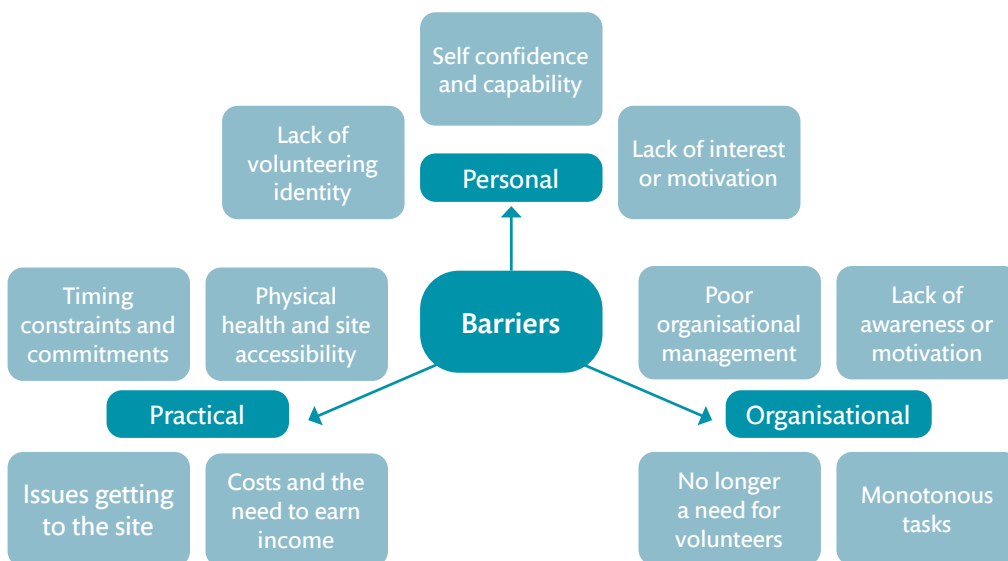 Self confidence
and capability
Lack of
volunteering
identity
Lack of interest
or motivation
Personal
Timing
constraints and
commitments
Physical
health and site
accessibility
Barriers
Poor
organisational
management
Lack of
awareness or
motivation
Practical
Organisational
Issues getting
to the site
Costs and the
need to earn
income
No longer
a need for
volunteers
Monotonous
tasks